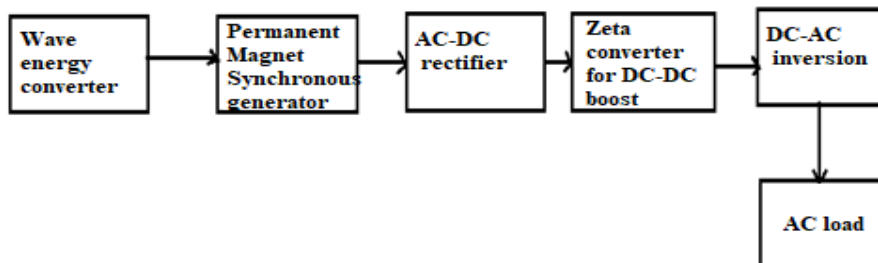 Wave
energy
converter
Permanent
Magnet
Synchronous
generator
AC-DC
rectifier
Zeta
converter
for DC-DC
boost
DC-AC
inversion
AC load